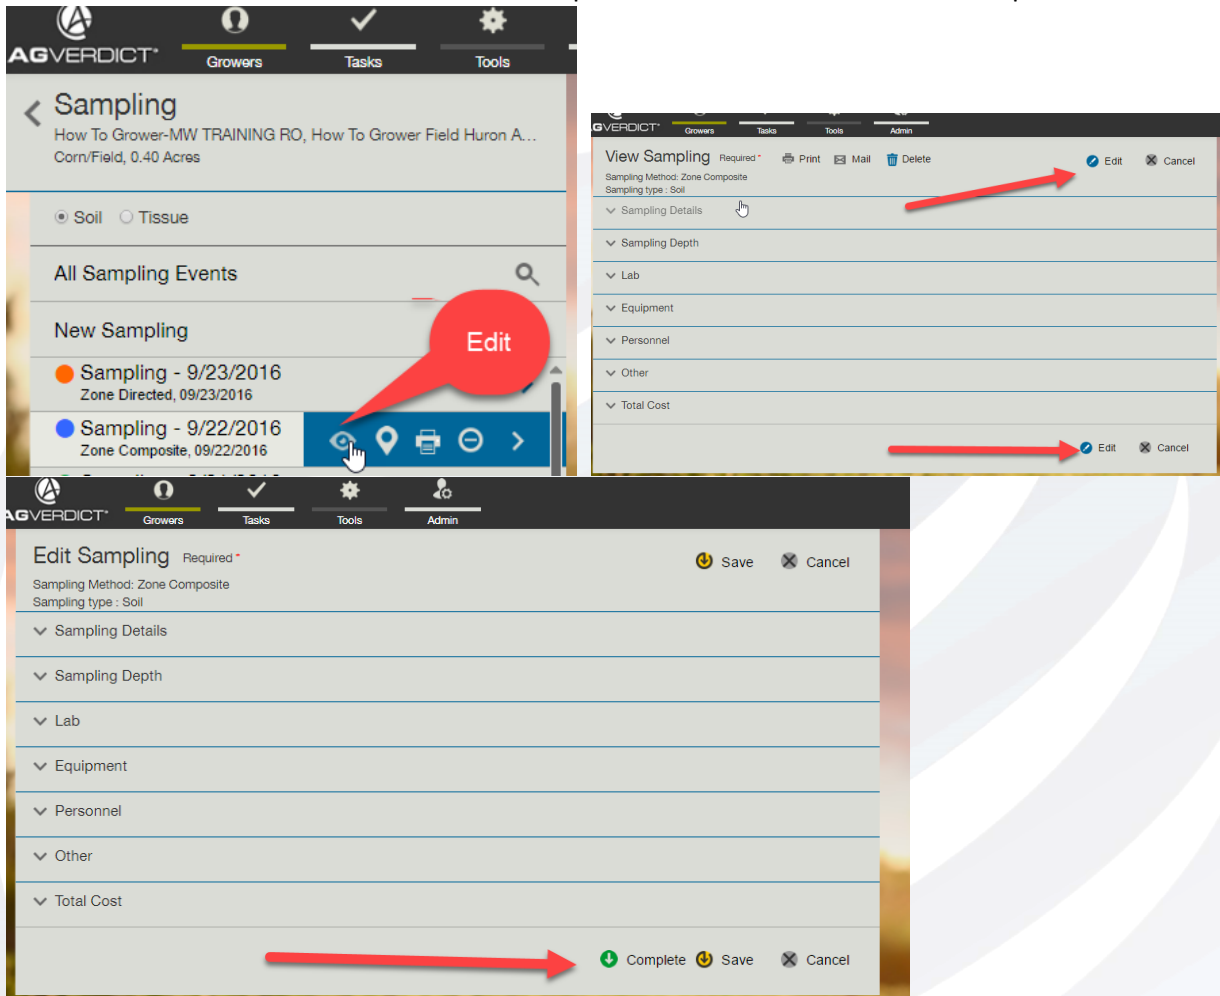 AGVERDICT
Growers
Tasks
Tools
Sampling
How To Grower-MW TRAINING RO, How To Grower Field Huron A...
Corn/Field, 0.40 Acres
Soil
Tissue
All Sampling Events
New Sampling
Edit
Sampling - 9/23/2016
Zone Directed, 09/23/2016
Sampling - 9/22/2016
Zone Composite, 09/22/2016
GVERDICT
Growers
Tasks
Tools
Admin
View Sampling Required * Print Mail Delete Edit Cancel
Sampling Method: Zone Composite
Sampling type : Soil
Sampling Details
Sampling Depth
Lab
Equipment
Personnel
Other
Total Cost
Edit Cancel
AGVERDICT
Growers
Tasks
Tools
Admin
Edit Sampling Required * Save Cancel
Sampling Method: Zone Composite
Sampling type : Soil
Sampling Details
Sampling Depth
Lab
Equipment
Personnel
Other
Total Cost
Complete Save Cancel